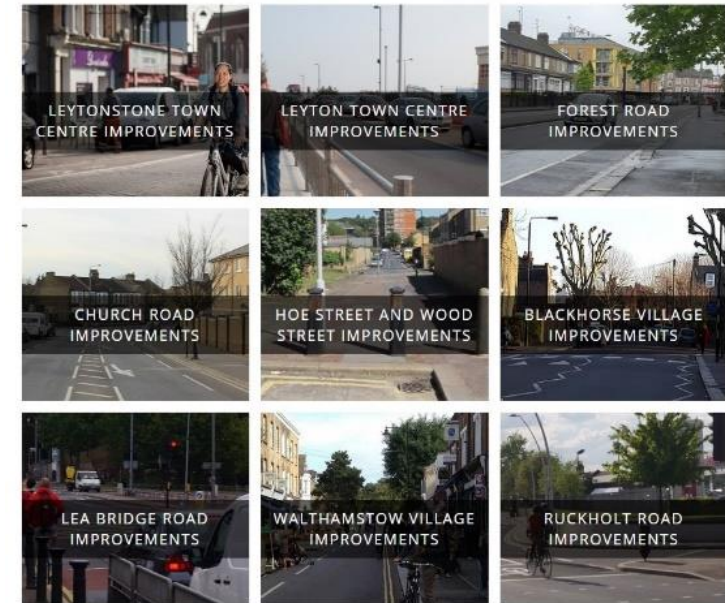 LEYTONSTONE TOWN
CENTRE IMPROVEMENTS
LEYTON TOWN CENTRE
IMPROVEMENTS
FOREST ROAD
IMPROVEMENTS
CHURCH ROAD
IMPROVEMENTS
HOE STREET AND WOOD
STREET IMPROVEMENTS
BLACKHORSE VILLAGE
IMPROVEMENTS
LEA BRIDGE ROAD
IMPROVEMENTS
WALTHAMSTOW VILLAGE
IMPROVEMENTS
RUCKHOLT ROAD
IMPROVEMENTS